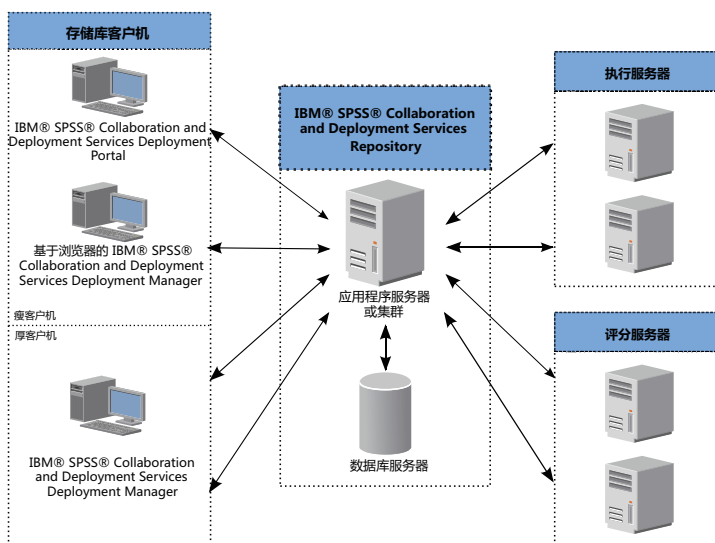 存储库客户机
IBM® SPSS® Collaboration and
Deployment Services Deployment
Portal
基于浏览器的 IBM® SPSS®
Collaboration and Deployment
Services Deployment Manager
瘦客户机
厚客户机
IBM® SPSS® Collaboration
and Deployment Services
Deployment Manager
IBM® SPSS® Collaboration
and Deployment Services
Repository
应用程序服务器
或集群
数据库服务器
执行服务器
评分服务器